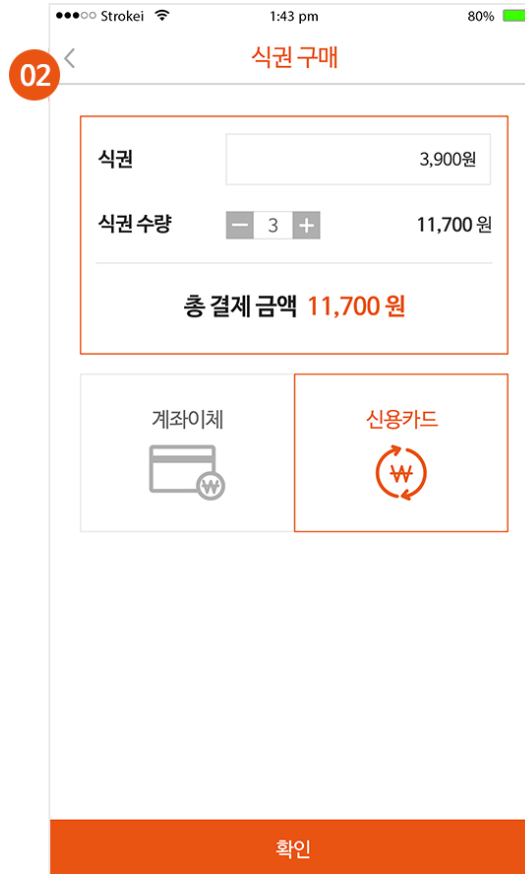 Strokei 1:43 pm 80%
02
식권 구매
식권 3,900원
식권 수량 3 11,700 원
총 결제 금액 11,700 원
계좌이체 신용카드
확인